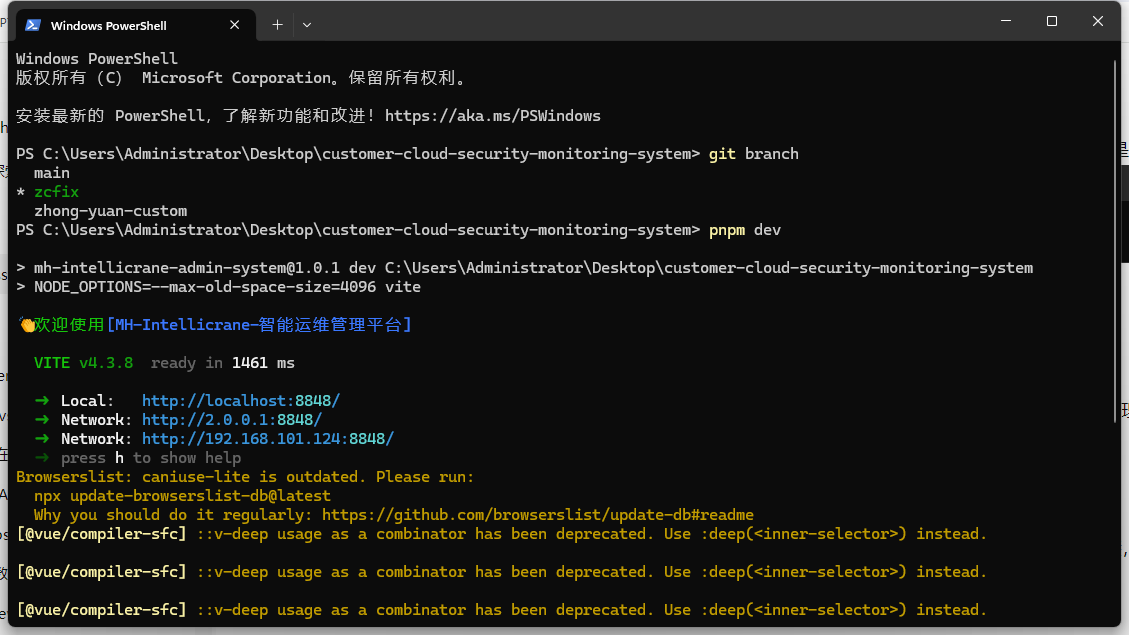 Windows PowerShell
Windows PowerShell
版权所有 (C) Microsoft Corporation。保留所有权利。
安装最新的 PowerShell，了解新功能和改进！https://aka.ms/PSWindows
PS C:\Users\Administrator\Desktop\customer-cloud-security-monitoring-system> git branch
main
* zcfix
zhong-yuan-custom
PS C:\Users\Administrator\Desktop\customer-cloud-security-monitoring-system> pnpm dev
> mh-intellicrane-admin-system@1.0.1 dev C:\Users\Administrator\Desktop\customer-cloud-security-monitoring-system
> NODE_OPTIONS=--max-old-space-size=4096 vite
👏欢迎使用[MH-Intellicrane-智能运维管理平台]
VITE v4.3.8 ready in 1461 ms
➜ Local: http://localhost:8848/
➜ Network: http://2.0.0.1:8848/
➜ Network: http://192.168.101.124:8848/
➜ press h to show help
Browserslist: caniuse-lite is outdated. Please run:
npx update-browserslist-db@latest
Why you should do it regularly: https://github.com/browserslist/update-db#readme
[@vue/compiler-sfc] ::v-deep usage as a combinator has been deprecated. Use :deep(<inner-selector>) instead.
[@vue/compiler-sfc] ::v-deep usage as a combinator has been deprecated. Use :deep(<inner-selector>) instead.
[@vue/compiler-sfc] ::v-deep usage as a combinator has been deprecated. Use :deep(<inner-selector>) instead.